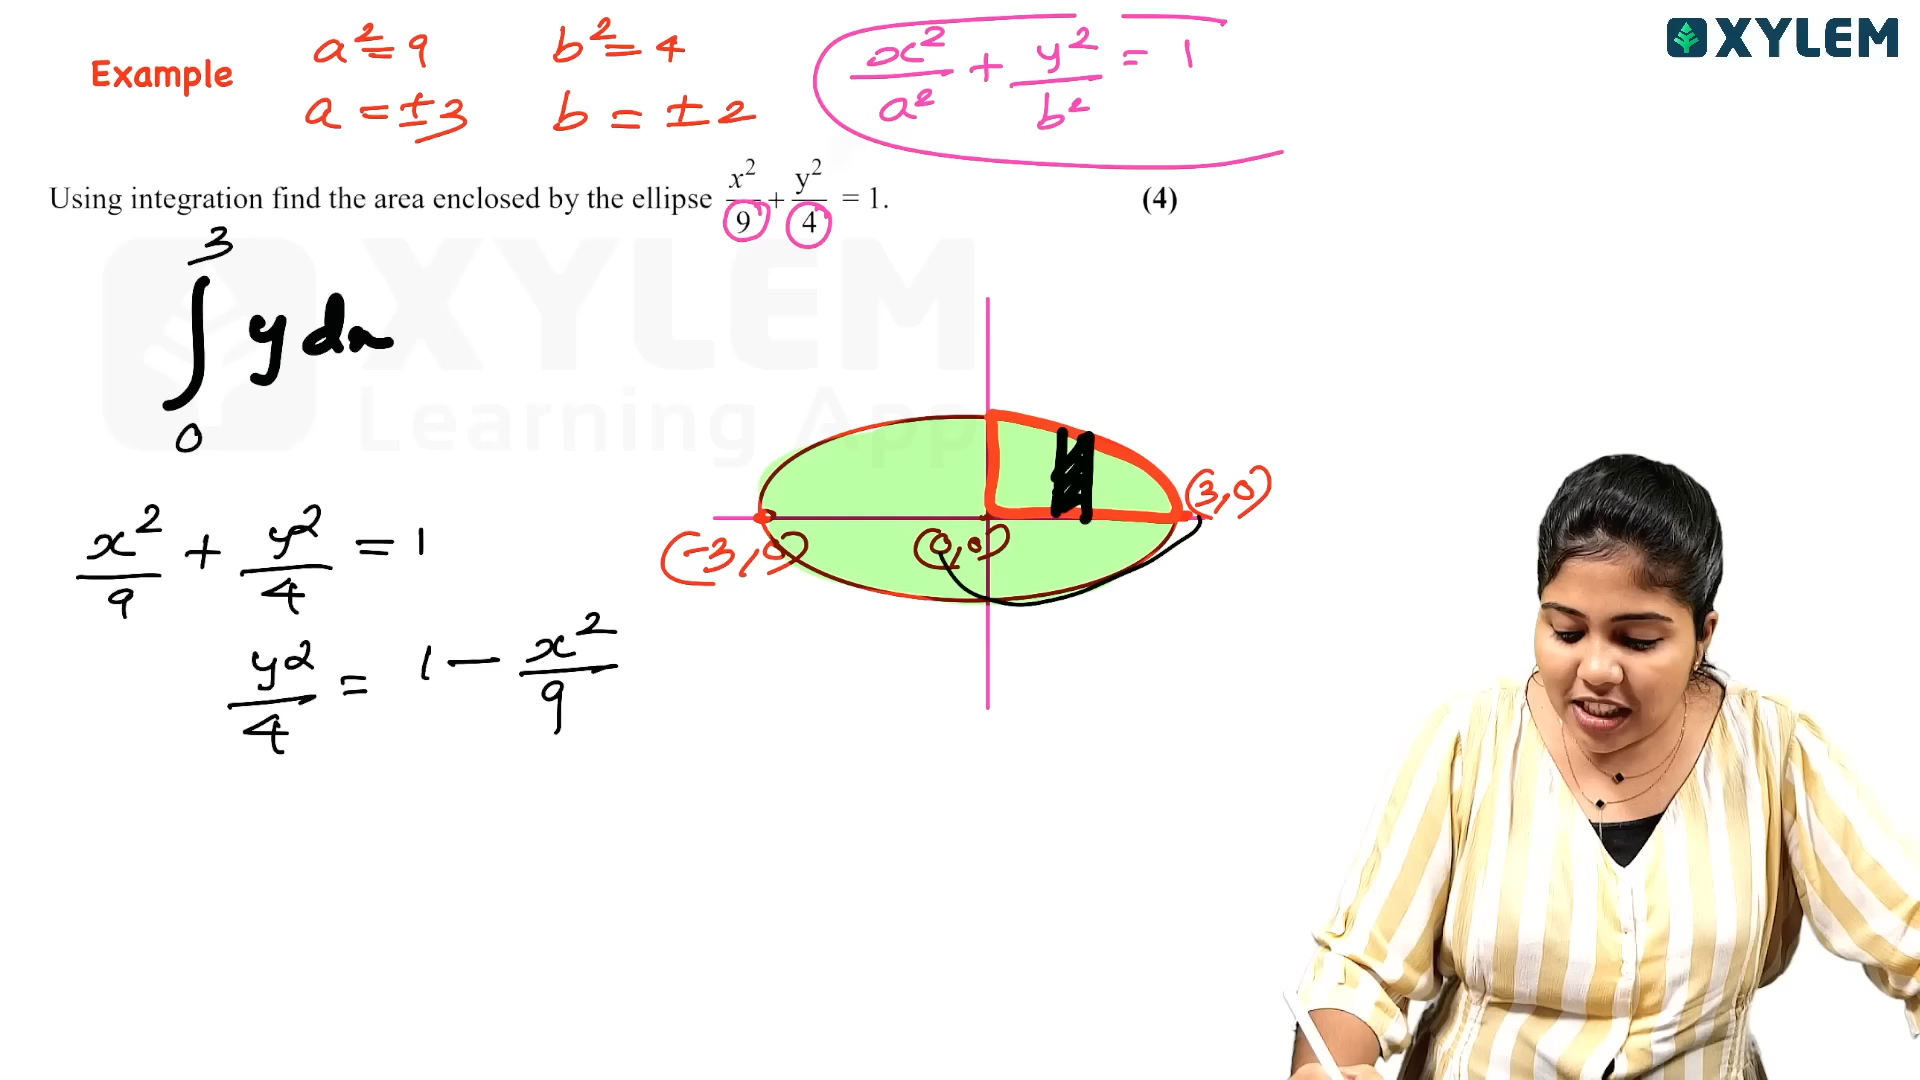 XYLEM
Example
a² = 9
b² = 4
a = ±3
b = ±2
x²/a² + y²/b² = 1
Using integration find the area enclosed by the ellipse x²/9 + y²/4 = 1. (4)
∫₀³ y dx
XYLEM
Learning App
(3,0)
(-3,0)
(0,0)
x²/9 + y²/4 = 1
y²/4 = 1 - x²/9